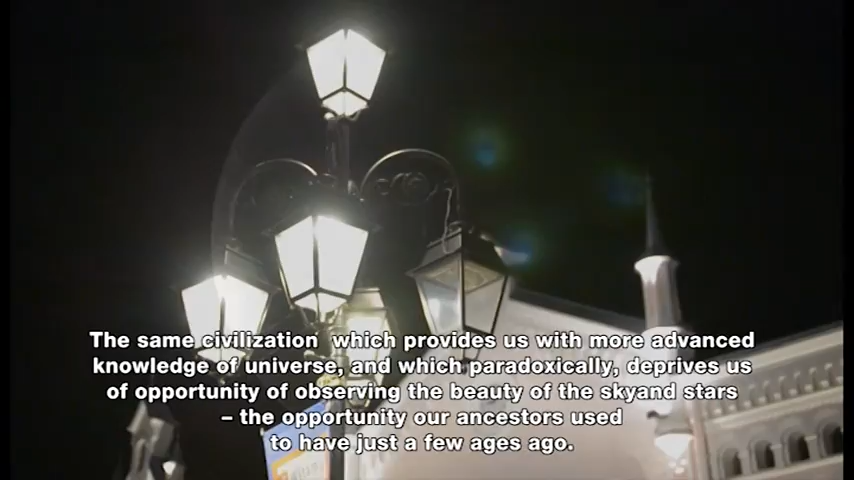 The same civilization  which provides us with more advanced
knowledge of universe, and which paradoxically, deprives us
of opportunity of observing the beauty of the skyand stars
– the opportunity our ancestors used
to have just a few ages ago.